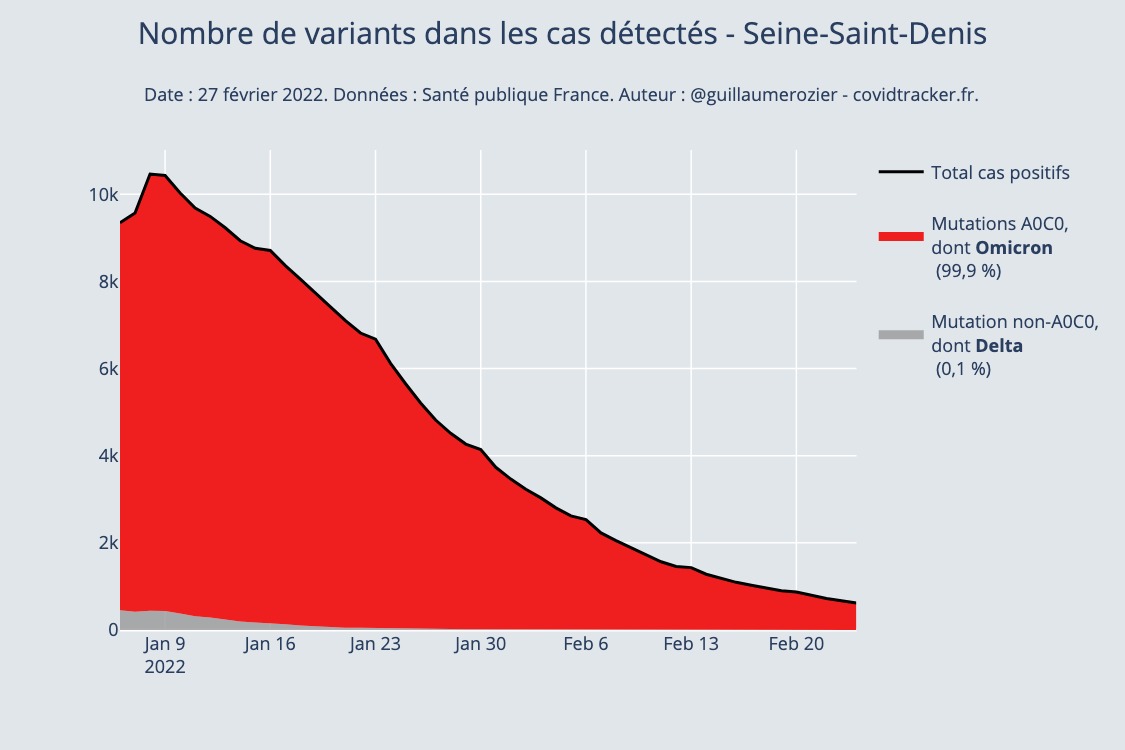 Nombre de variants dans les cas détectés - Seine-Saint-Denis
Date : 27 février 2022. Données : Santé publique France. Auteur : @guillaumerozier - covidtracker.fr.
Total cas positifs
Mutations A0C0,
dont Omicron
(99,9 %)
Mutation non-A0C0,
dont Delta
(0,1 %)
10k
8k
6k
4k
2k
0
Jan 9
2022
Jan 16
Jan 23
Jan 30
Feb 6
Feb 13
Feb 20